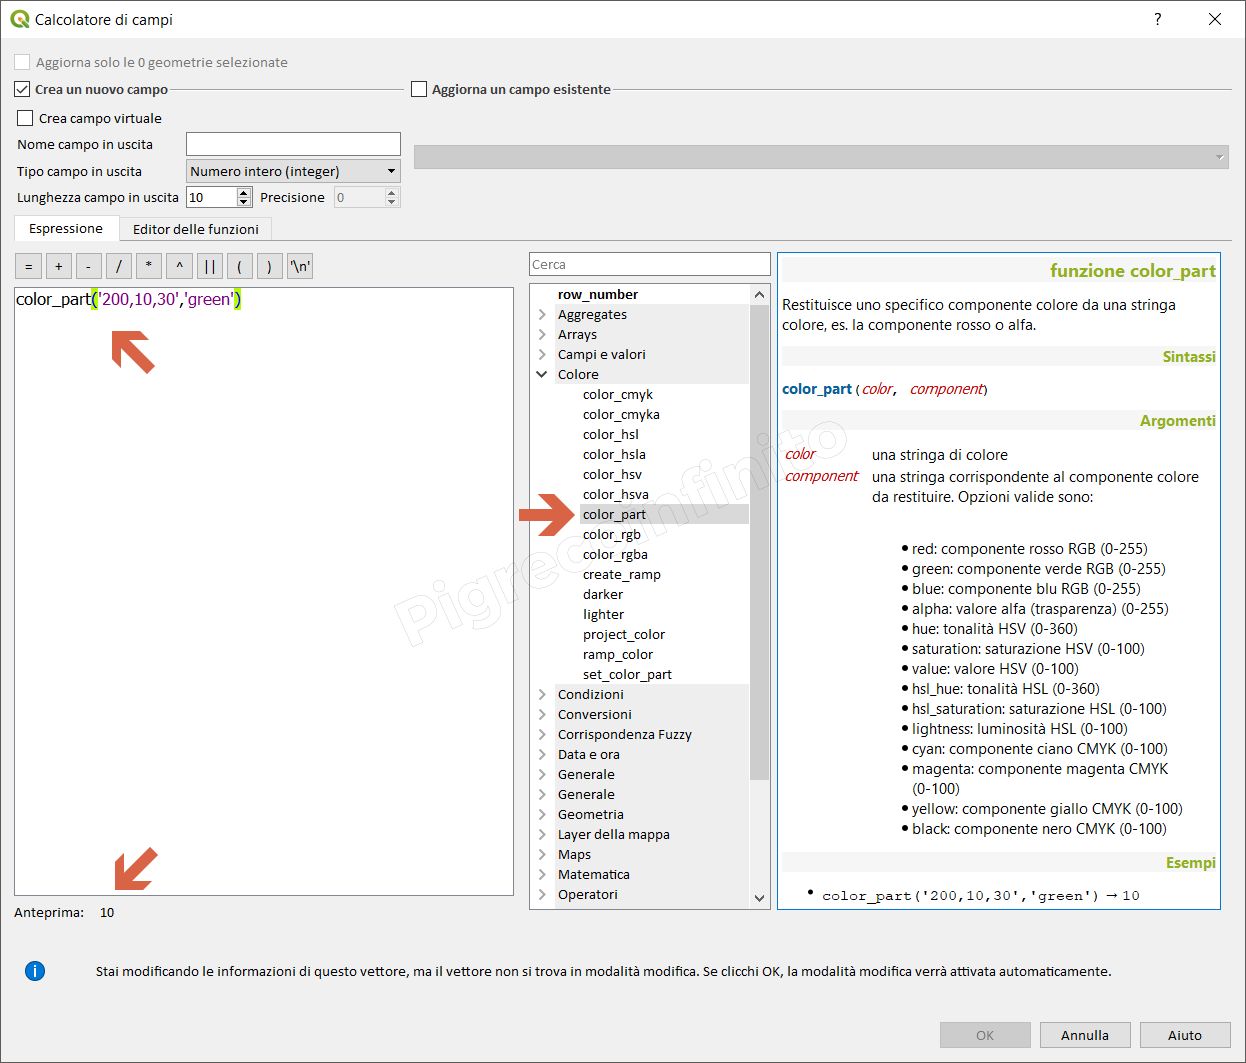 Calcolatore di campi
?
Aggiorna solo le 0 geometrie selezionate
Crea un nuovo campo
Aggiorna un campo esistente
Crea campo virtuale
Nome campo in uscita
Tipo campo in uscita
Numero intero (integer)
Lunghezza campo in uscita
10
Precisione
0
Espressione
Editor delle funzioni
= + - / * ^ || ( ) '\n'
color_part('200,10,30','green')
Anteprima: 10
Cerca
row_number
Aggregates
Arrays
Campi e valori
Colore
color_cmyk
color_cmyka
color_hsl
color_hsla
color_hsv
color_hsva
color_part
color_rgb
color_rgba
create_ramp
darker
lighter
project_color
ramp_color
set_color_part
Condizioni
Conversioni
Corrispondenza Fuzzy
Data e ora
Generale
Generale
Geometria
Layer della mappa
Maps
Matematica
Operatori
funzione color_part
Restituisce uno specifico componente colore da una stringa
colore, es. la componente rosso o alfa.
Sintassi
color_part(color, component)
Argomenti
color una stringa di colore
component una stringa corrispondente al componente colore
da restituire. Opzioni valide sono:
• red: componente rosso RGB (0-255)
• green: componente verde RGB (0-255)
• blue: componente blu RGB (0-255)
• alpha: valore alfa (trasparenza) (0-255)
• hue: tonalità HSV (0-360)
• saturation: saturazione HSV (0-100)
• value: valore HSV (0-100)
• hsl_hue: tonalità HSL (0-360)
• hsl_saturation: saturazione HSL (0-100)
• lightness: luminosità HSL (0-100)
• cyan: componente ciano CMYK (0-100)
• magenta: componente magenta CMYK
(0-100)
• yellow: componente giallo CMYK (0-100)
• black: componente nero CMYK (0-100)
Esempi
• color_part('200,10,30','green') → 10
Pigrecoinfinito
Stai modificando le informazioni di questo vettore, ma il vettore non si trova in modalità modifica. Se clicchi OK, la modalità modifica verrà attivata automaticamente.
OK
Annulla
Aiuto